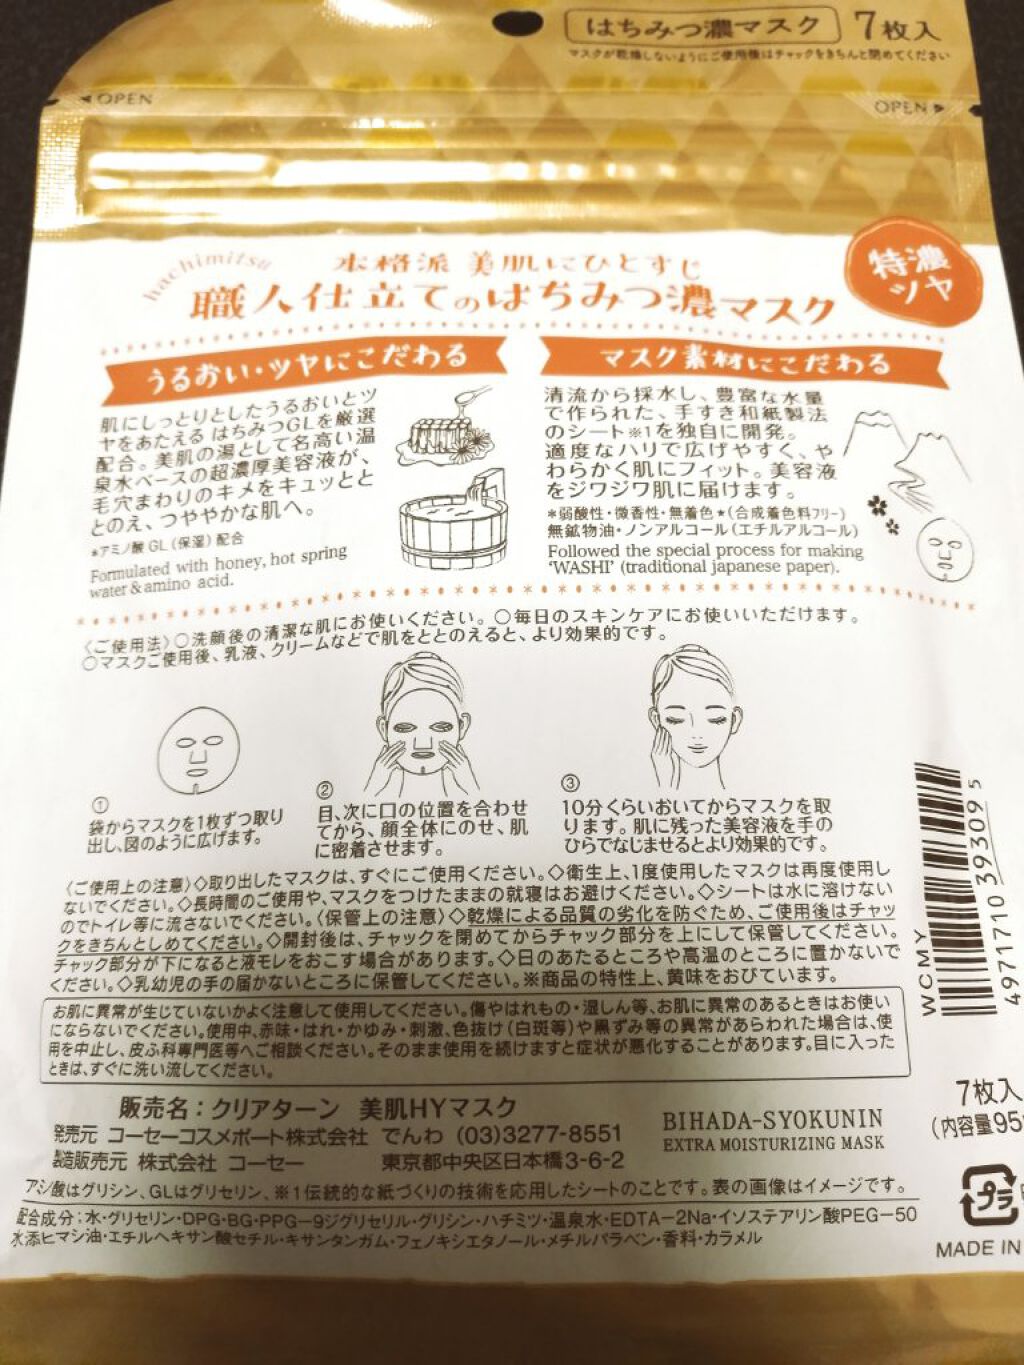 はちみつ濃マスク 7枚入
マスクが乾燥しないようにご使用後はチャックをきちんと閉めてください
◀OPEN
OPEN▶
hachimitsu
本格派 美肌にひとすじ
職人仕立てのはちみつ濃マスク
特濃
ツヤ
うるおい・ツヤにこだわる
肌にしっとりとしたうるおいとツ
ヤをあたえる はちみつGLを厳選
配合。美肌の湯として名高い温
泉水ベースの超濃厚美容液が、
毛穴まわりのキメをキュッとと
とのえ、つややかな肌へ。
*アミノ酸 GL(保湿)配合
Formulated with honey, hot spring
water & amino acid.
マスク素材にこだわる
清流から採水し、豊富な水量
で作られた、手すき和紙製法
のシート※1を独自に開発。
適度なハリで広げやすく、や
わらかく肌にフィット。美容液
をジワジワ肌に届けます。
*弱酸性・微香性・無着色★(合成着色料フリー)
無鉱物油・ノンアルコール(エチルアルコール)
Followed the special process for making
'WASHI' (traditional japanese paper).
〈ご使用法〉○洗顔後の清潔な肌にお使いください。○毎日のスキンケアにお使いいただけます。
○マスクご使用後、乳液、クリームなどで肌をととのえると、より効果的です。
①
袋からマスクを1枚ずつ取り
出し、図のように広げます。
②
目、次に口の位置を合わせ
てから、顔全体にのせ、肌
に密着させます。
③
10分くらいおいてからマスクを取
ります。肌に残った美容液を手の
ひらでなじませるとより効果的です。
〈ご使用上の注意〉◇取り出したマスクは、すぐにご使用ください。◇衛生上、1度使用したマスクは再度使用し
ないでください。◇長時間のご使用や、マスクをつけたままの就寝はお避けください。◇シートは水に溶けない
のでトイレ等に流さないでください。〈保管上の注意〉◇乾燥による品質の劣化を防ぐため、ご使用後はチャッ
クをきちんとしめてください。◇開封後は、チャックを閉めてからチャック部分を上にして保管してください。
チャック部分が下になると液モレをおこす場合があります。◇日のあたるところや高温のところに置かないで
ください。◇乳幼児の手の届かないところに保管してください。※商品の特性上、黄味をおびています。
お肌に異常が生じていないかよく注意して使用してください。傷やはれもの・湿しん等、お肌に異常のあるときはお使い
にならないでください。使用中、赤味・はれ・かゆみ・刺激、色抜け(白斑等)や黒ずみ等の異常があらわれた場合は、使
用を中止し、皮ふ科専門医等へご相談ください。そのまま使用を続けますと症状が悪化することがあります。目に入った
ときは、すぐに洗い流してください。
WCMY
4971710 393095
販売名:クリアターン 美肌HYマスク
発売元 コーセーコスメポート株式会社 でんわ (03)3277-8551
製造販売元 株式会社 コーセー 東京都中央区日本橋3-6-2
BIHADA-SYOKUNIN
EXTRA MOISTURIZING MASK
7枚入
(内容量95
プラ
アミノ酸はグリシン、GLはグリセリン、※1伝統的な紙づくりの技術を応用したシートのことです。表の画像はイメージです。
配合成分:水・グリセリン・DPG・BG・PPG-9ジグリセリル・グリシン・ハチミツ・温泉水・EDTA-2Na・イソステアリン酸PEG-50
水添ヒマシ油・エチルヘキサン酸セチル・キサンタンガム・フェノキシエタノール・メチルパラベン・香料・カラメル
MADE IN